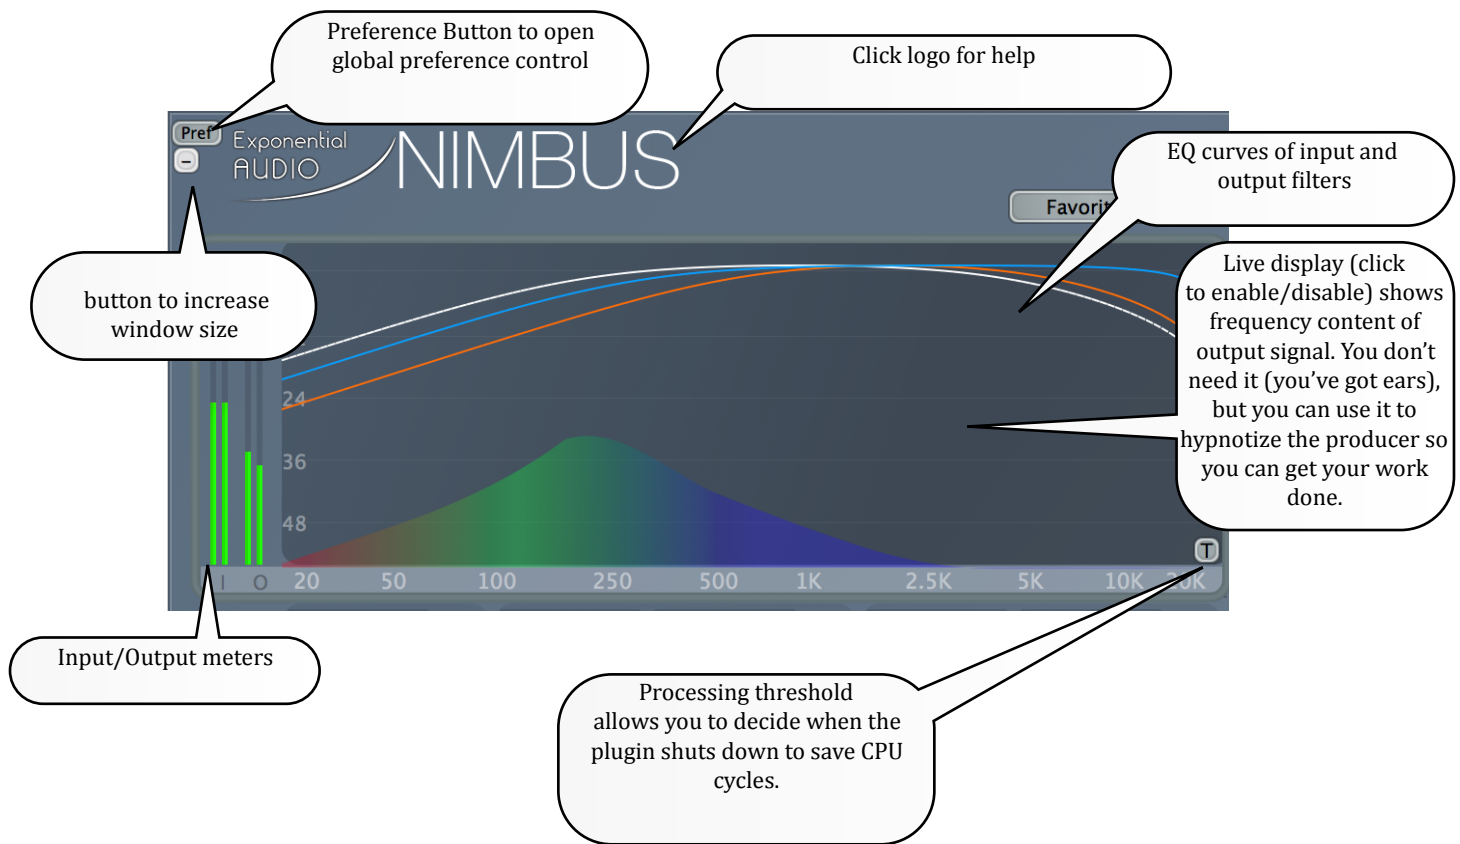 Preference Button to open
global preference control
Click logo for help
Pref
–
Exponential
AUDIO
NIMBUS
EQ curves of input and
output filters
Favorit
button to increase
window size
Live display (click
to enable/disable) shows
frequency content of
output signal. You don’t
need it (you’ve got ears),
but you can use it to
hypnotize the producer so
you can get your work
done.
24
36
48
T
I O 20 50 100 250 500 1K 2.5K 5K 10K 20K
Input/Output meters
Processing threshold
allows you to decide when the
plugin shuts down to save CPU
cycles.